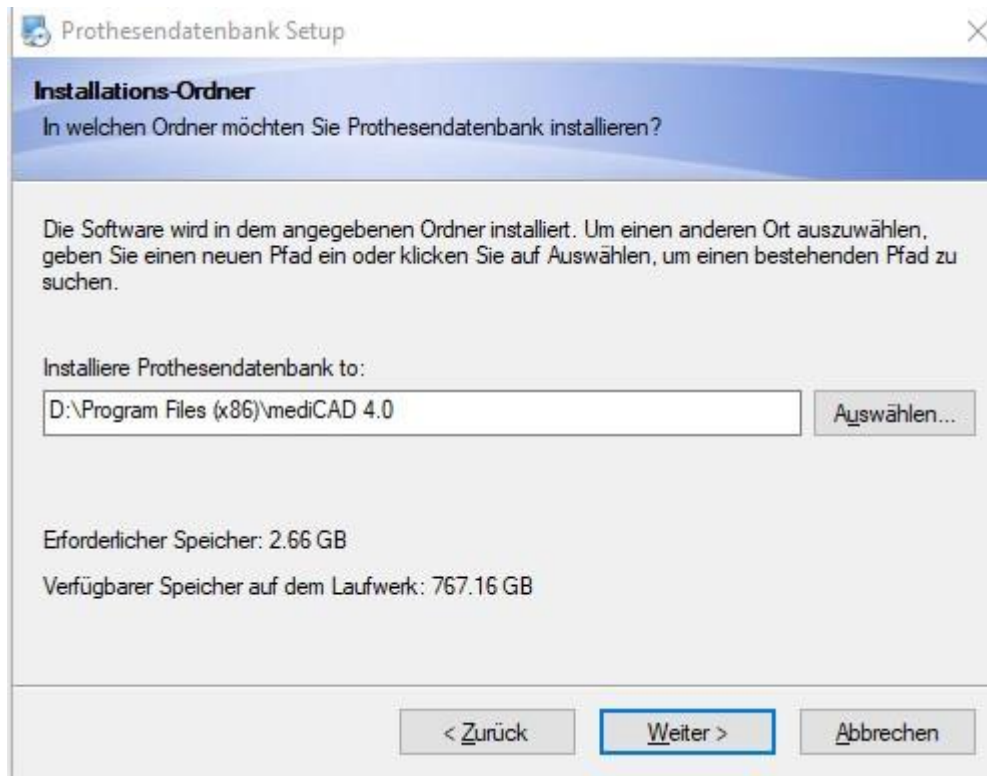 Prothesendatenbank Setup
Installations-Ordner
In welchen Ordner möchten Sie Prothesendatenbank installieren?
Die Software wird in dem angegebenen Ordner installiert. Um einen anderen Ort auszuwählen,
geben Sie einen neuen Pfad ein oder klicken Sie auf Auswählen, um einen bestehenden Pfad zu
suchen.
Installiere Prothesendatenbank to:
D:\Program Files (x86)\mediCAD 4.0
Auswählen...
Erforderlicher Speicher: 2.66 GB
Verfügbarer Speicher auf dem Laufwerk: 767.16 GB
< Zurück
Weiter >
Abbrechen